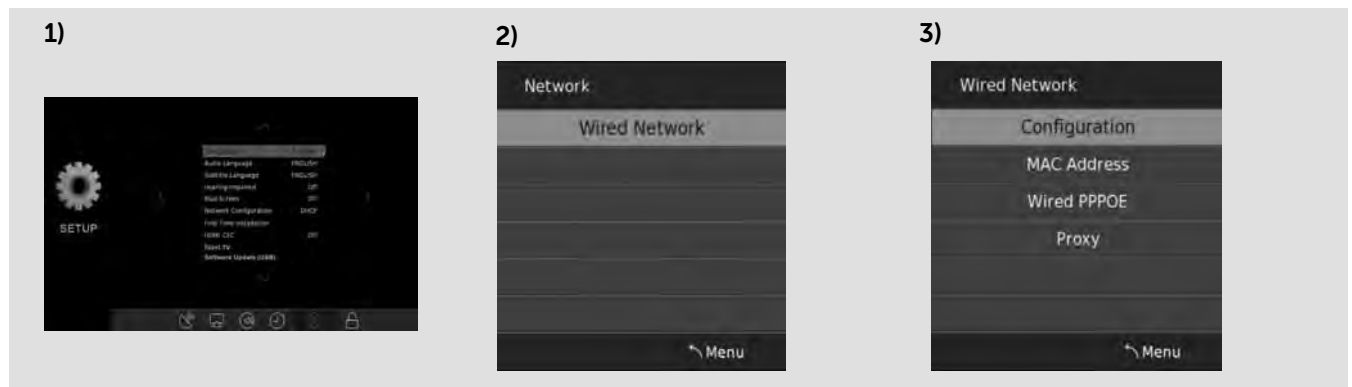 1)
SETUP
Audio Language ENGLISH
Subtitle Language ENGLISH
Hearing Impaired Off
Blue Screen Off
Network Configuration DHCP
First Time Installation
HDMI CEC Off
Reset TV
Software Update (USB)
2)
Network
Wired Network
Menu
3)
Wired Network
Configuration
MAC Address
Wired PPPOE
Proxy
Menu